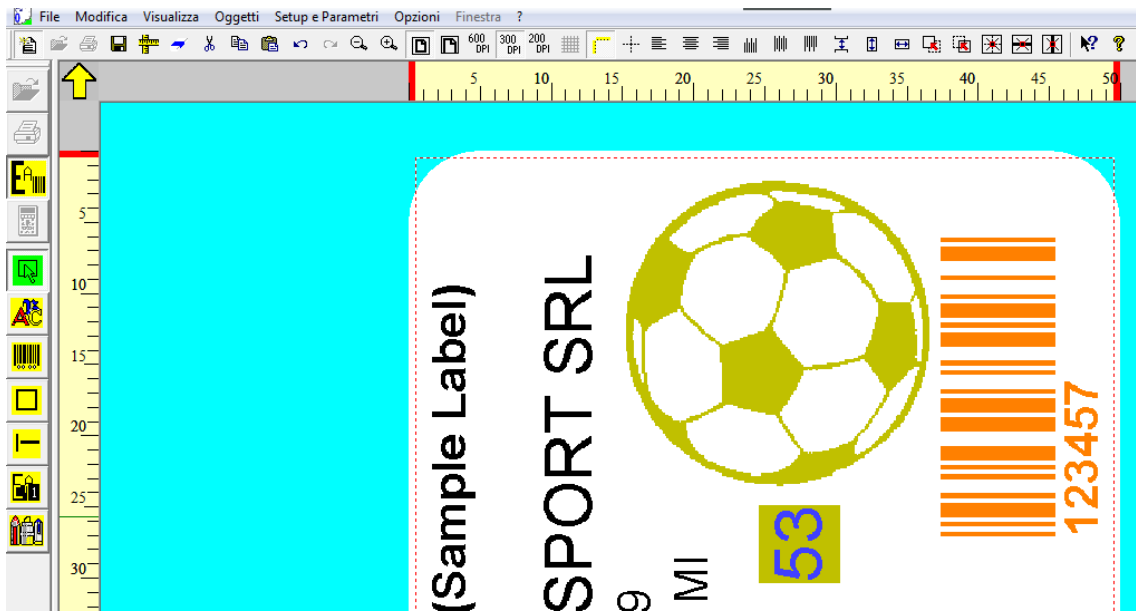 File Modifica Visualizza Oggetti Setup e Parametri Opzioni Finestra ?
600 DPI 300 DPI 200 DPI
5 10 15 20 25 30 35 40 45 50
5
10
15
20
25
30
(Sample Label)
SPORT SRL
9
MI
53
123457